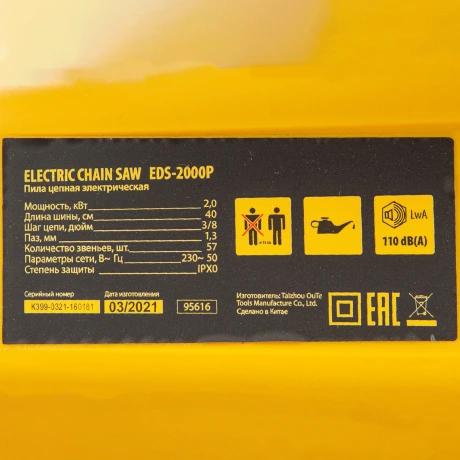 ELECTRIC CHAIN SAW EDS-2000P
Пила цепная электрическая
Мощность, кВт 2,0
Длина шины, см 40
Шаг цепи, дюйм 3/8
Паз, мм 1,3
Количество звеньев, шт 57
Параметры сети, В~ Гц 230~ 50
Степень защиты IPX0
LwA
110 dB(A)
Серийный номер
K399-0321-160181
Дата изготовления
03/2021
95616
Изготовитель: Taizhou OuTe
Tools Manufacture Co., Ltd.
Сделано в Китае
EAC